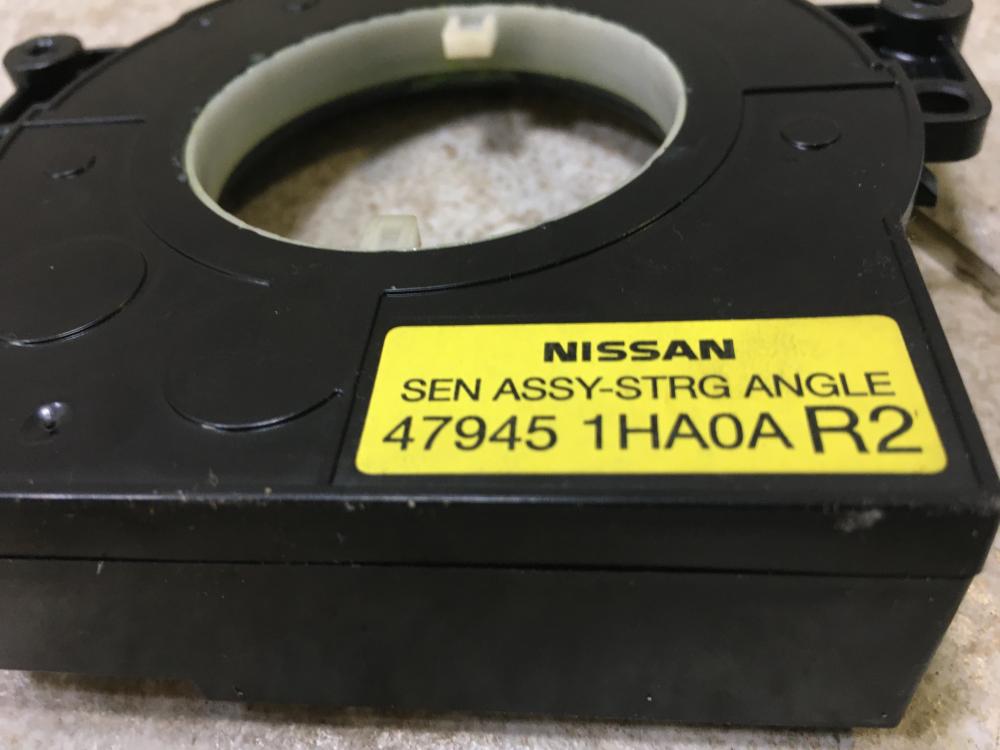 NISSAN
SEN ASSY-STRG ANGLE
47945 1HA0A R2